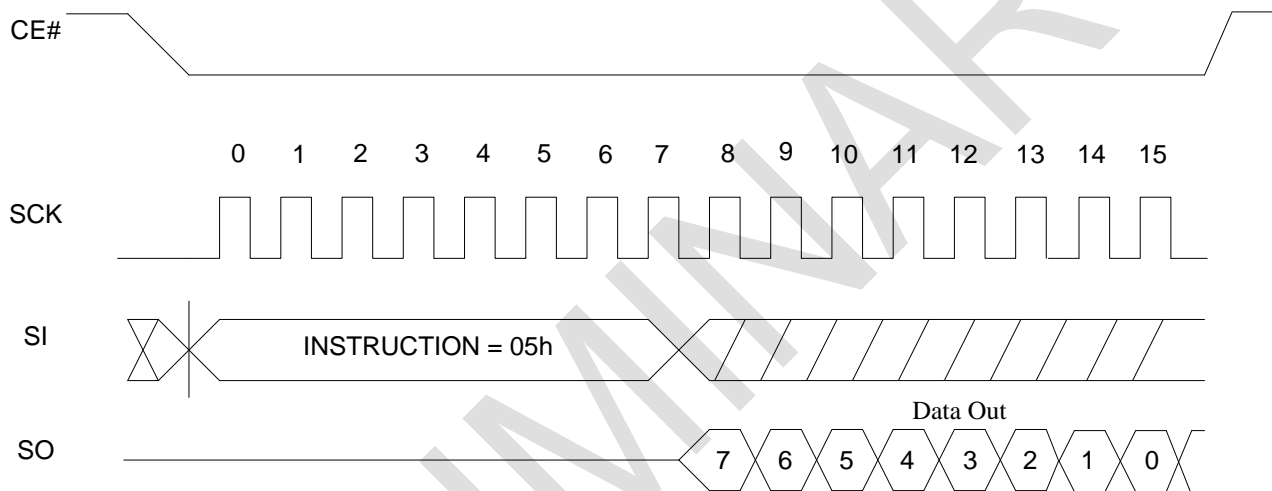 CE#
0 1 2 3 4 5 6 7 8 9 10 11 12 13 14 15
SCK
SI
INSTRUCTION = 05h
Data Out
SO
7 6 5 4 3 2 1 0
IMINAR